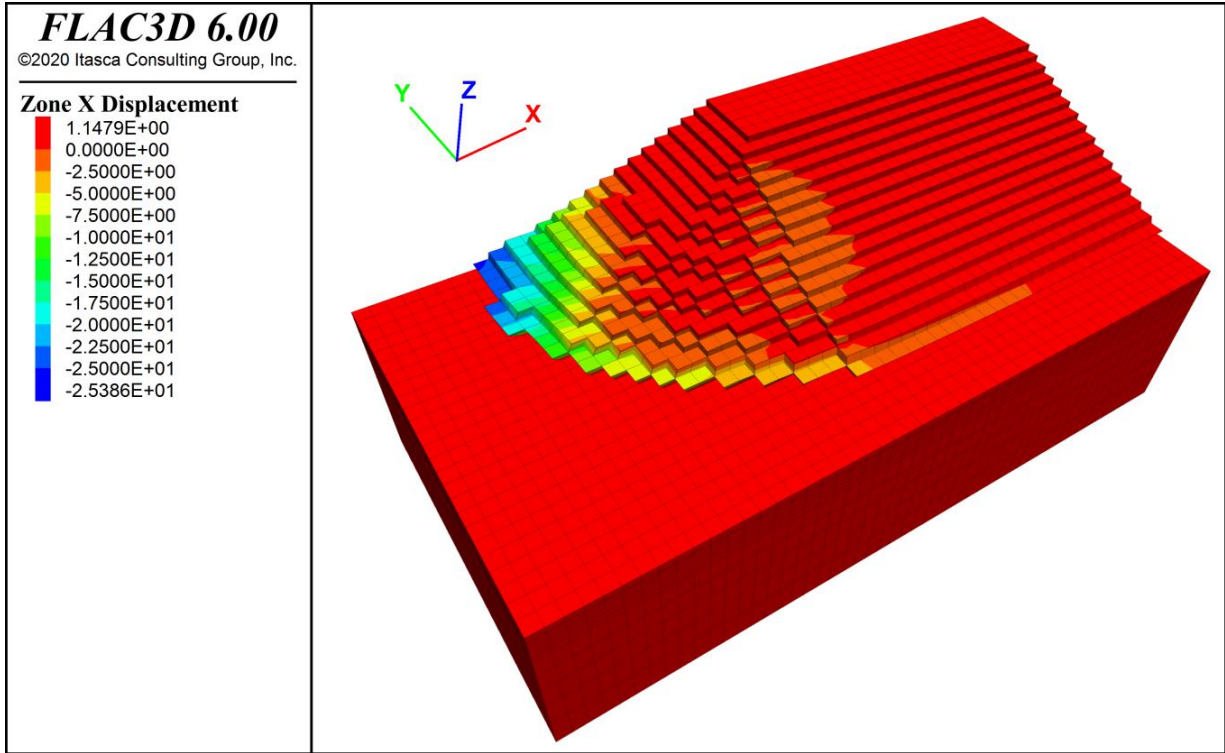 FLAC3D 6.00
©2020 Itasca Consulting Group, Inc.
Zone X Displacement
1.1479E+00
0.0000E+00
-2.5000E+00
-5.0000E+00
-7.5000E+00
-1.0000E+01
-1.2500E+01
-1.5000E+01
-1.7500E+01
-2.0000E+01
-2.2500E+01
-2.5000E+01
-2.5386E+01
Y
Z
X